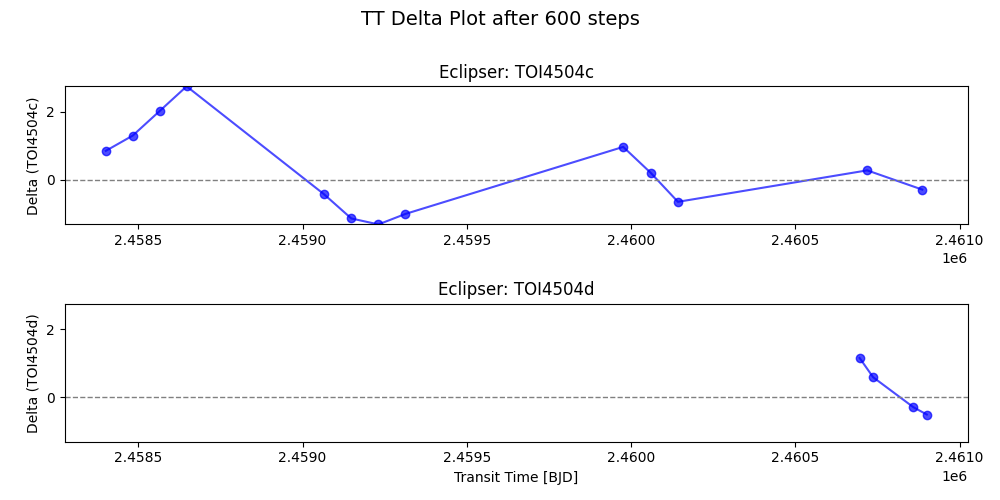 TT Delta Plot after 600 steps
Eclipser: TOI4504c
Delta (TOI4504c)
2
0
2.4585 2.4590 2.4595 2.4600 2.4605 2.4610
1e6
Eclipser: TOI4504d
Delta (TOI4504d)
2
0
2.4585 2.4590 2.4595 2.4600 2.4605 2.4610
1e6
Transit Time [BJD]